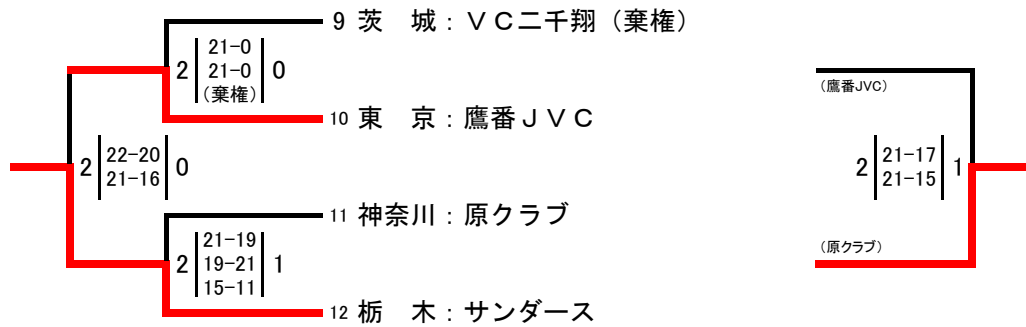 9 茨　城：ＶＣ二千翔（棄権）
2 21-0 0
21-0
（棄権）
10 東　京：鷹番ＪＶＣ
2 22-20 0
21-16
11 神奈川：原クラブ
2 21-19 1
19-21
15-11
12 栃　木：サンダース
（鷹番JVC）
2 21-17 1
21-15
（原クラブ）